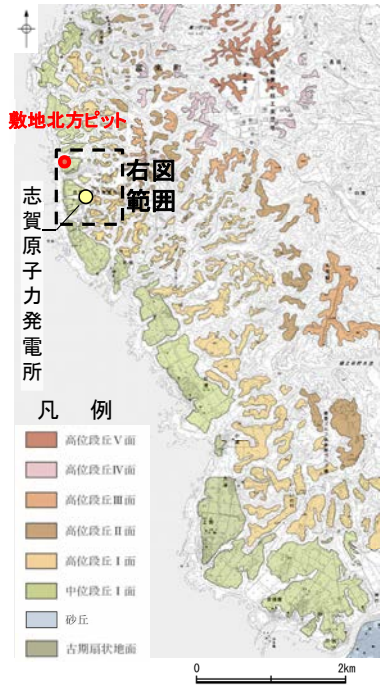 敷地北方ピット
右図
範囲
志賀原子力発電所
凡 例
高位段丘Ⅴ面
高位段丘Ⅳ面
高位段丘Ⅲ面
高位段丘Ⅱ面
高位段丘Ⅰ面
中位段丘Ⅰ面
砂丘
古期扇状地面
0 2km